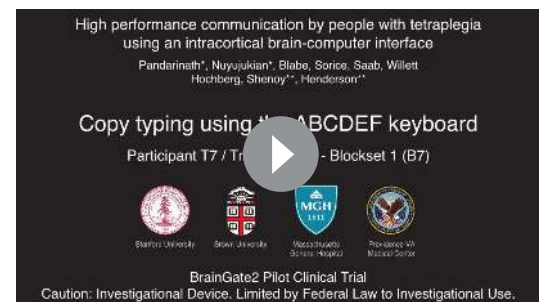 High performance communication by people with tetraplegia
using an intracortical brain-computer interface
Pandarinath*, Nuyujukian*, Blabe, Sorice, Saab, Willett
Hochberg, Shenoy**, Henderson**
Copy typing using ABCDEF keyboard
Participant T7 / - Blockset 1 (B7)
MGH
1811
Stanford University
Brown University
Massachusetts
General Hospital
Providence VA
Medical Center
BrainGate2 Pilot Clinical Trial
Caution: Investigational Device. Limited by Federal Law to Investigational Use.